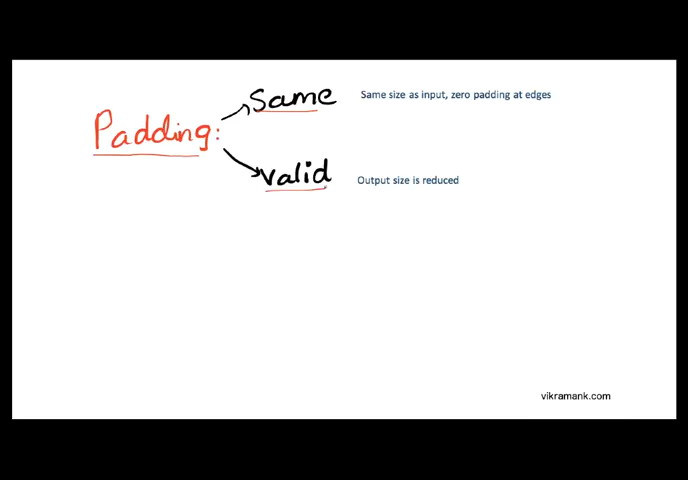 Same
Same size as input, zero padding at edges
Padding:
valid
Output size is reduced
vikramank.com